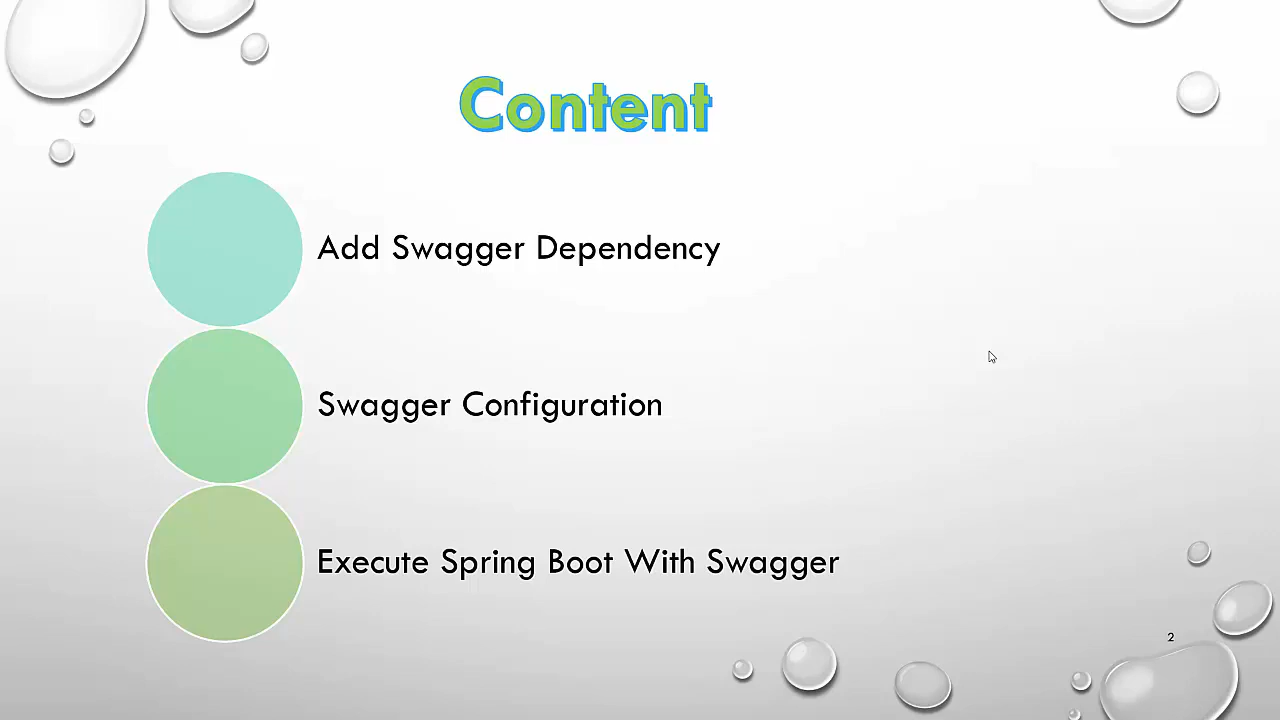 Content
Add Swagger Dependency
Swagger Configuration
Execute Spring Boot With Swagger
2